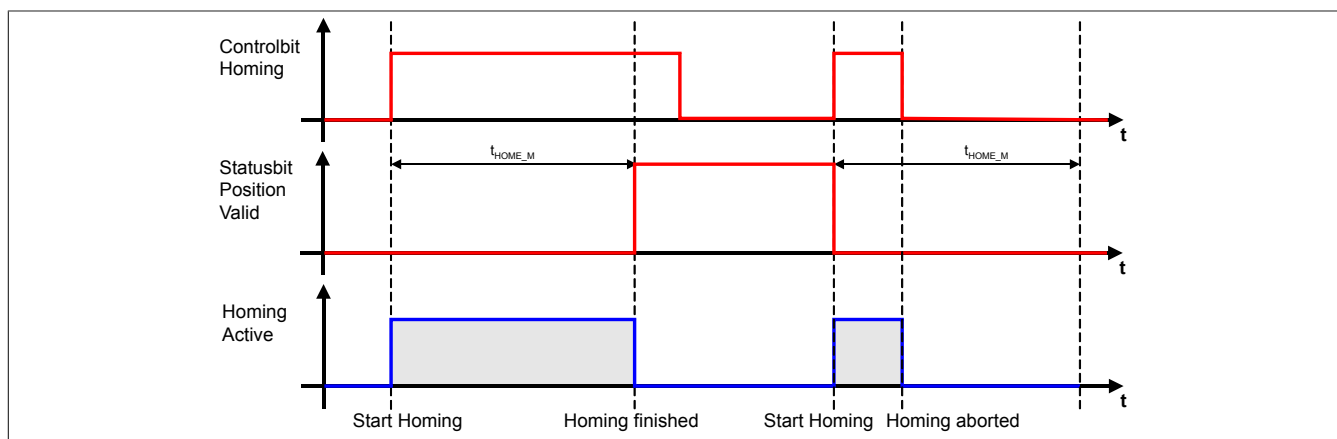 Controlbit
Homing
t
t_HOME_M
t_HOME_M
Statusbit
Position
Valid
t
Homing
Active
t
Start Homing
Homing finished
Start Homing
Homing aborted